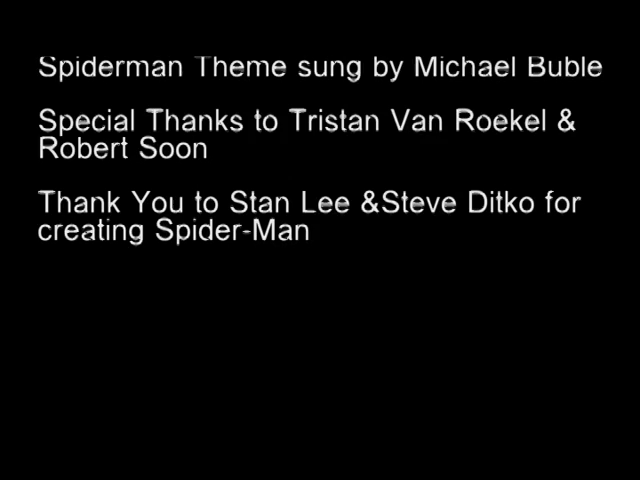 Spiderman Theme sung by Michael Buble
Special Thanks to Tristan Van Roekel &
Robert Soon
Thank You to Stan Lee &Steve Ditko for
creating Spider-Man